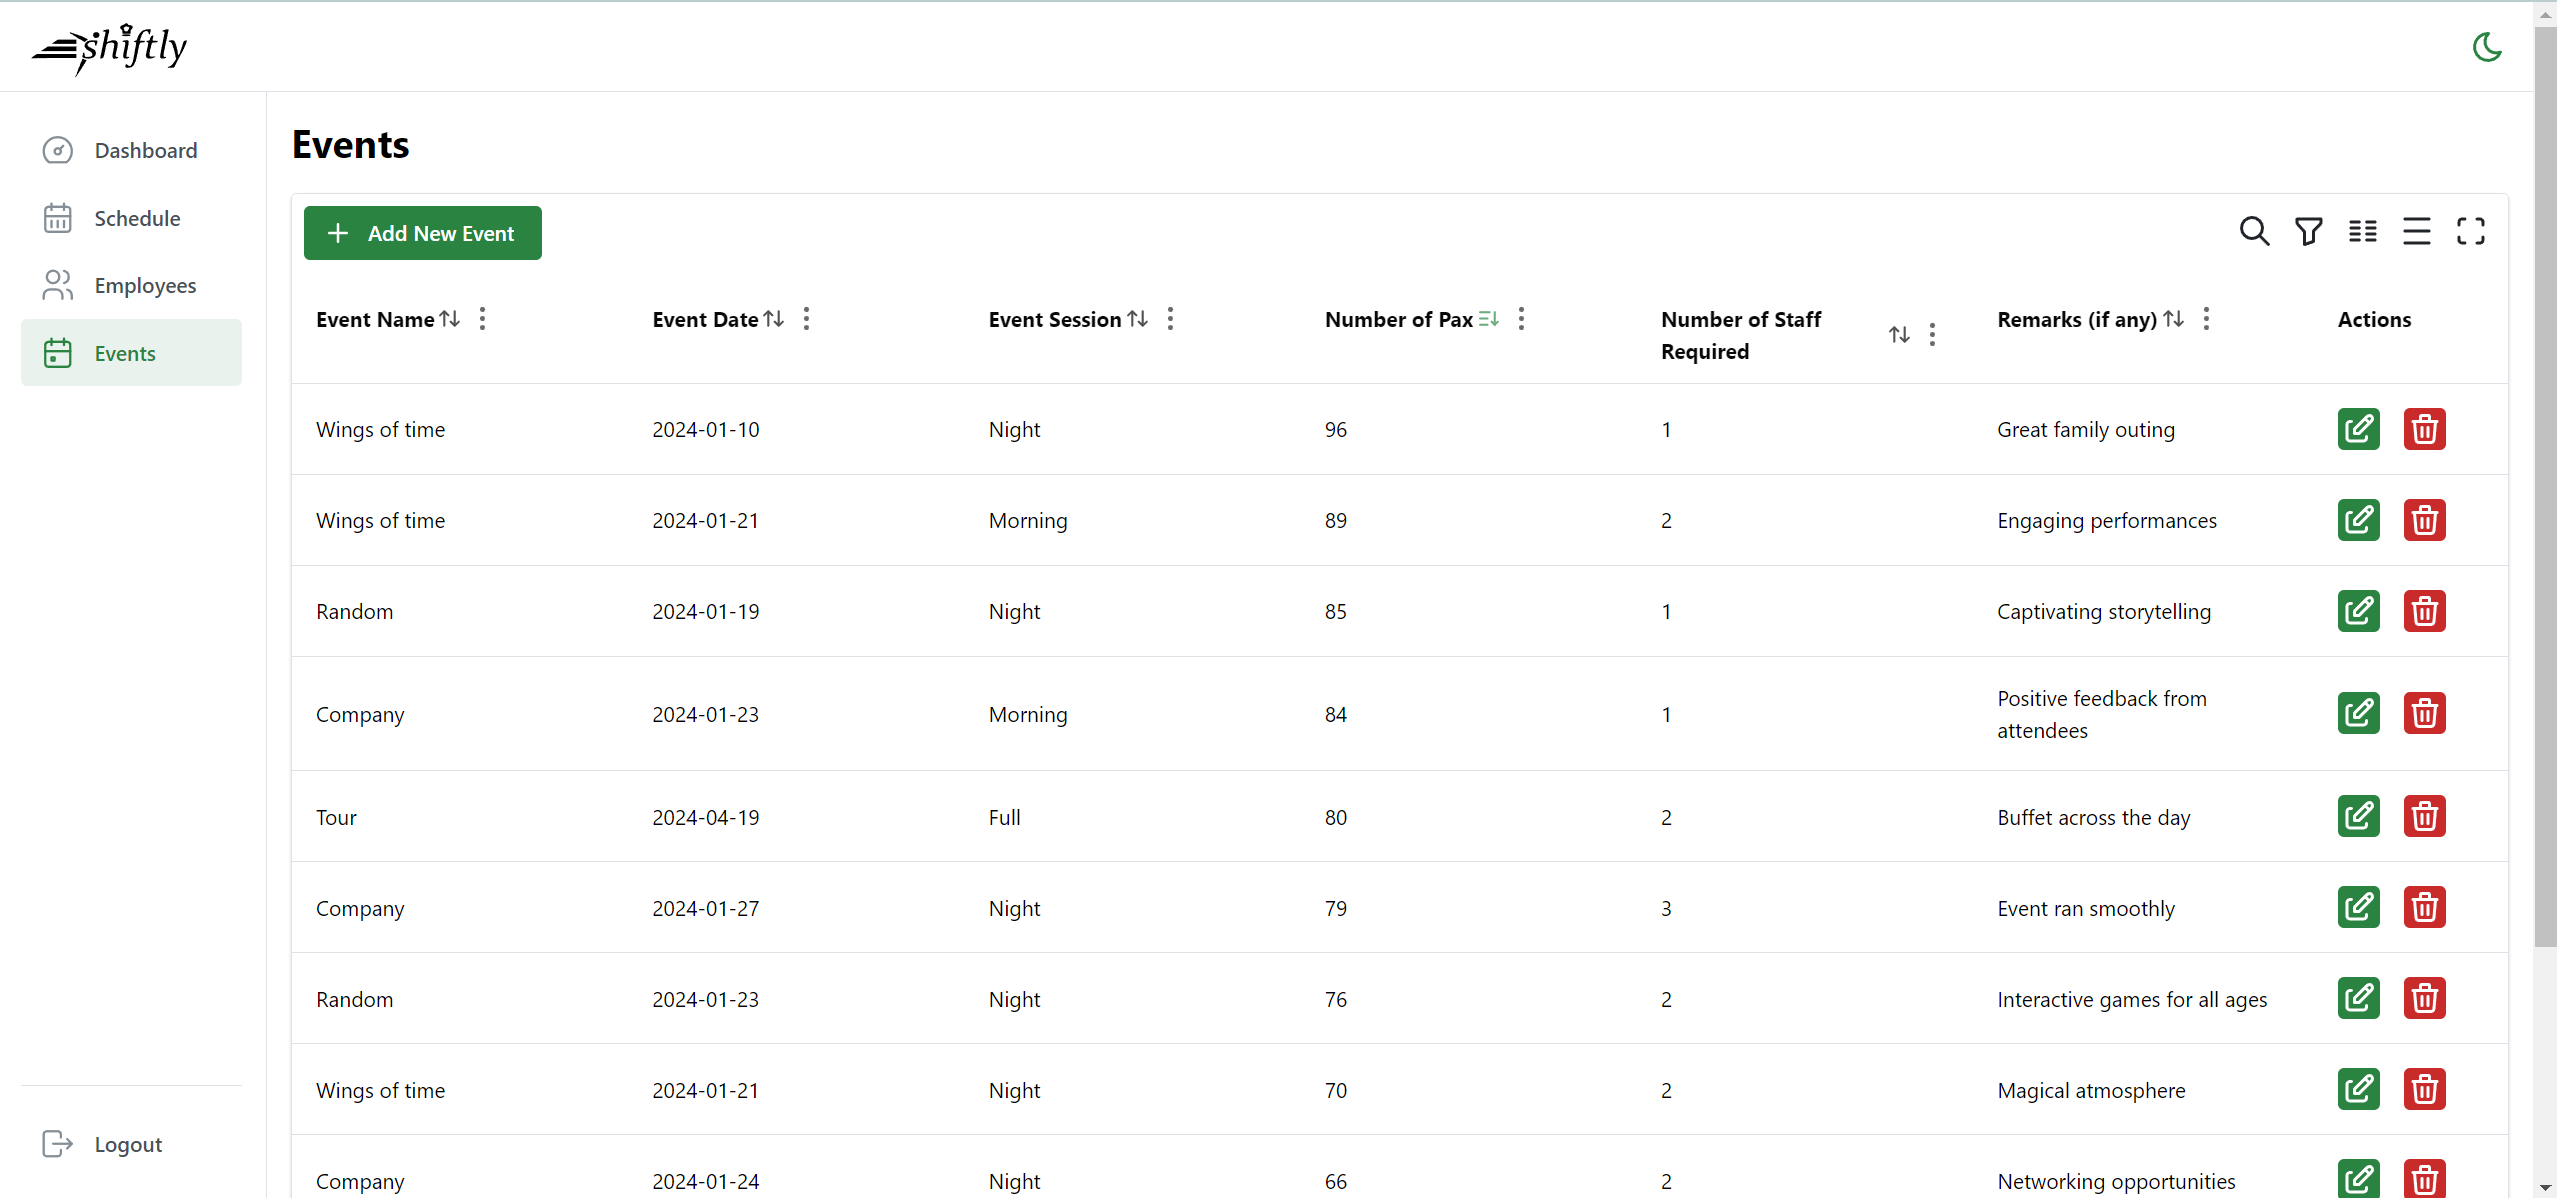 shiftly
Dashboard
Schedule
Employees
Events
Logout
Events
Add New Event
Event Name Event Date Event Session Number of Pax Number of Staff Required Remarks (if any) Actions
Wings of time 2024-01-10 Night 96 1 Great family outing
Wings of time 2024-01-21 Morning 89 2 Engaging performances
Random 2024-01-19 Night 85 1 Captivating storytelling
Company 2024-01-23 Morning 84 1 Positive feedback from attendees
Tour 2024-04-19 Full 80 2 Buffet across the day
Company 2024-01-27 Night 79 3 Event ran smoothly
Random 2024-01-23 Night 76 2 Interactive games for all ages
Wings of time 2024-01-21 Night 70 2 Magical atmosphere
Company 2024-01-24 Night 66 2 Networking opportunities